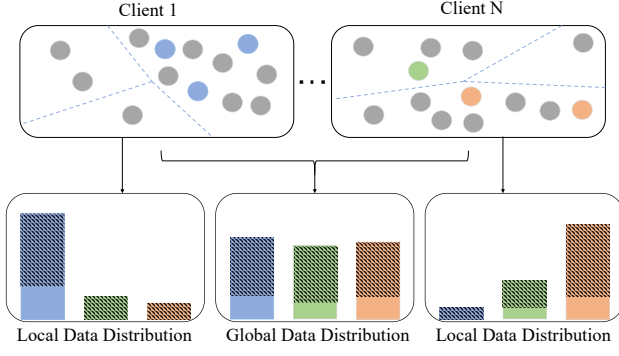 Client 1
Client N
...
Local Data Distribution
Global Data Distribution
Local Data Distribution